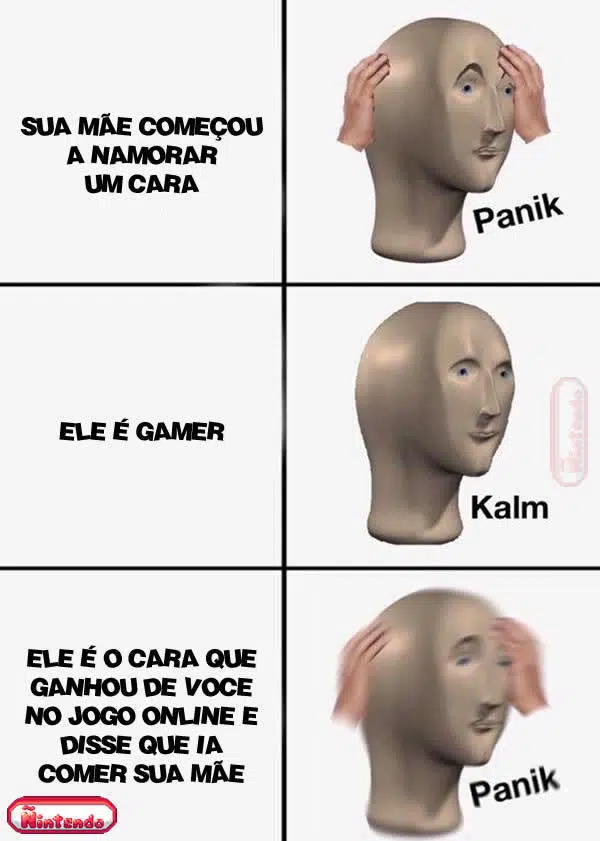 SUA MÃE COMEÇOU
A NAMORAR
UM CARA
Panik
ELE É GAMER
Kalm
Ñintendo
ELE É O CARA QUE
GANHOU DE VOCE
NO JOGO ONLINE E
DISSE QUE IA
COMER SUA MÃE
Panik
Ñintendo